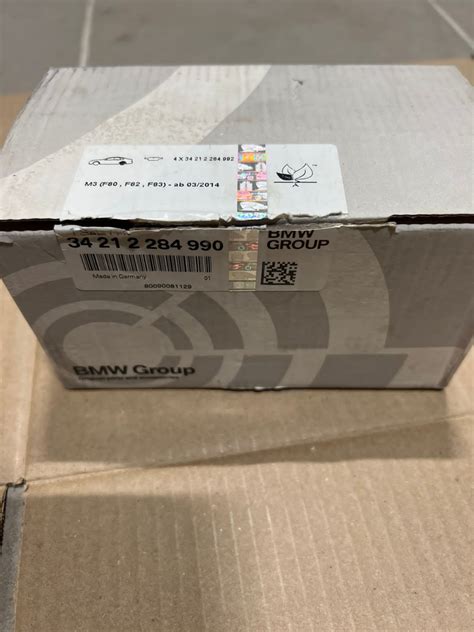 4 X 34 21 2 284 992
M3 (F80 , F82 , F83) - ab 03/2014
34 21 2 284 990
BMW
GROUP
Made in Germany
01
BMW Group